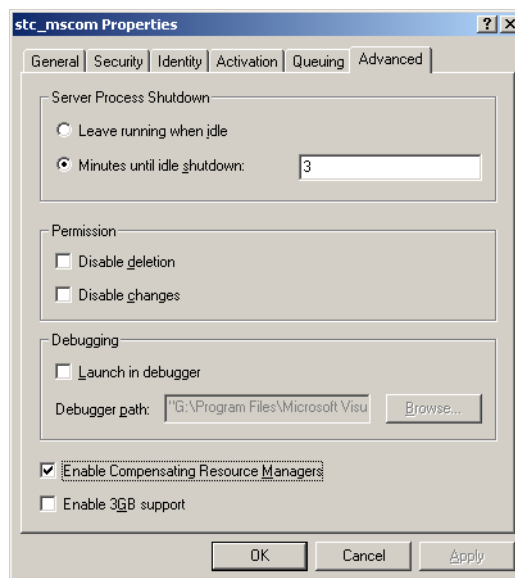 stc_mscom Properties
General Security Identity Activation Queuing Advanced
Server Process Shutdown
Leave running when idle
Minutes until idle shutdown: 3
Permission
Disable deletion
Disable changes
Debugging
Launch in debugger
Debugger path: "G:\Program Files\Microsoft Visu Browse...
Enable Compensating Resource Managers
Enable 3GB support
OK Cancel Apply